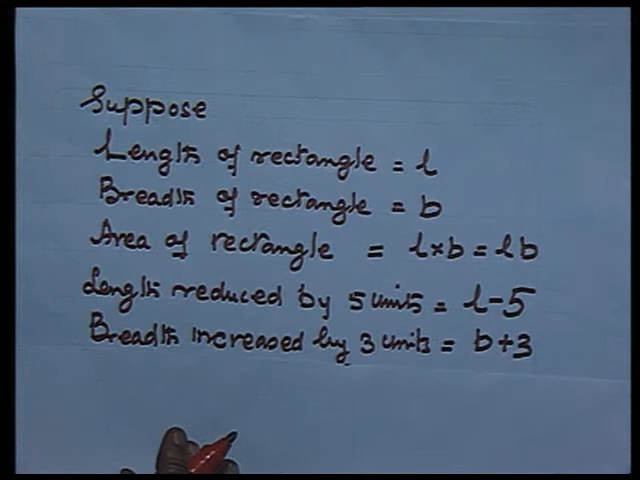 Suppose
Length of rectangle = l
Breadth of rectangle = b
Area of rectangle = l×b = lb
Length reduced by 5 units = l-5
Breadth increased by 3 units = b+3